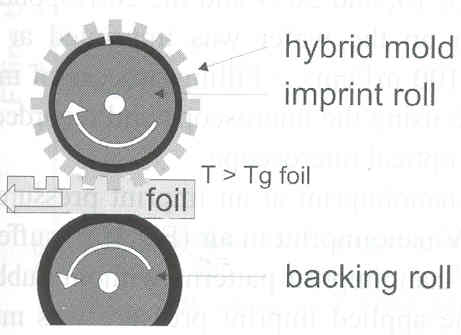 hybrid mold
imprint roll
T > Tg foil
foil
backing roll